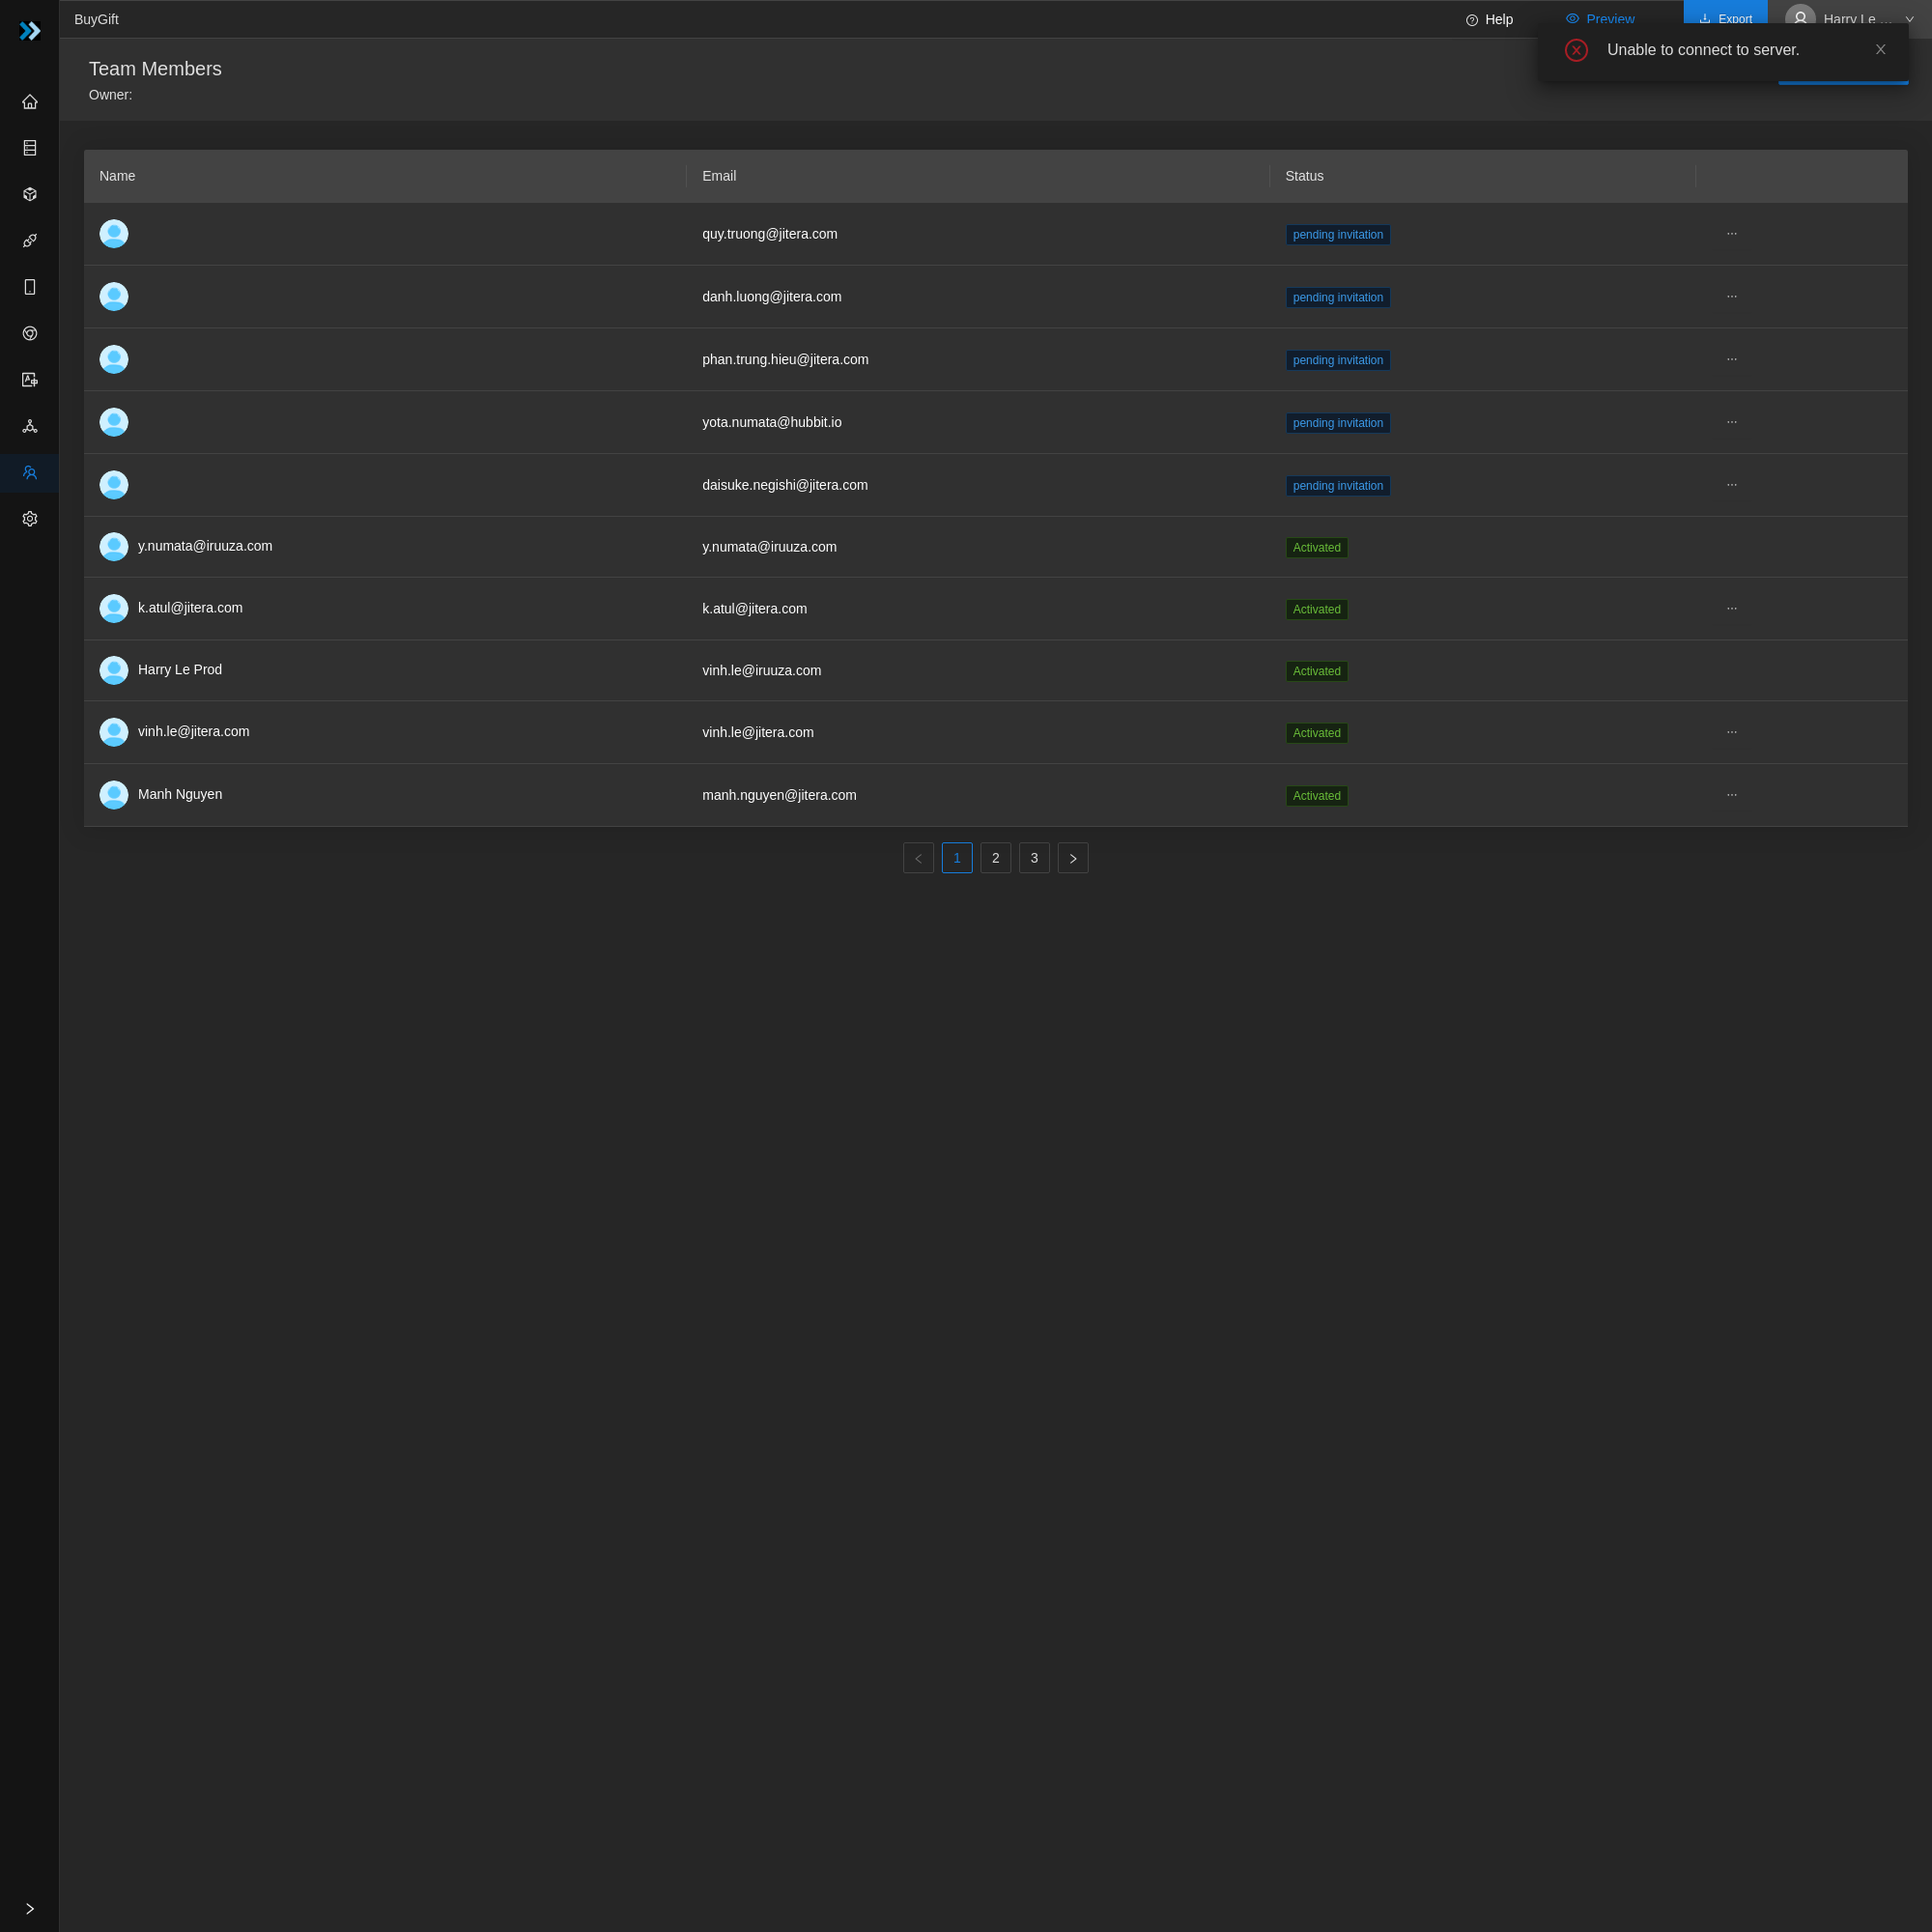 BuyGift
Help
Preview
Export
Harry Le ...
Unable to connect to server.
Team Members
Owner:
Name Email Status
quy.truong@jitera.com pending invitation
danh.luong@jitera.com pending invitation
phan.trung.hieu@jitera.com pending invitation
yota.numata@hubbit.io pending invitation
daisuke.negishi@jitera.com pending invitation
y.numata@iruuza.com y.numata@iruuza.com Activated
k.atul@jitera.com k.atul@jitera.com Activated
Harry Le Prod vinh.le@iruuza.com Activated
vinh.le@jitera.com vinh.le@jitera.com Activated
Manh Nguyen manh.nguyen@jitera.com Activated
1 2 3